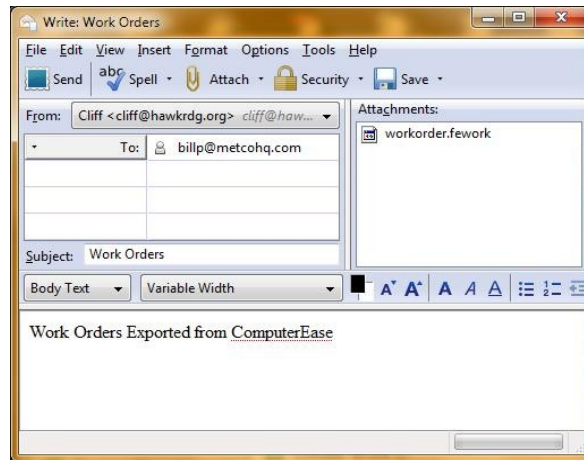 Write: Work Orders
File Edit View Insert Format Options Tools Help
Send Spell Attach Security Save
From: Cliff <cliff@hawkrdg.org> cliff@haw...
Attachments:
workorder.fework
To: billp@metcohq.com
Subject: Work Orders
Body Text Variable Width
Work Orders Exported from ComputerEase